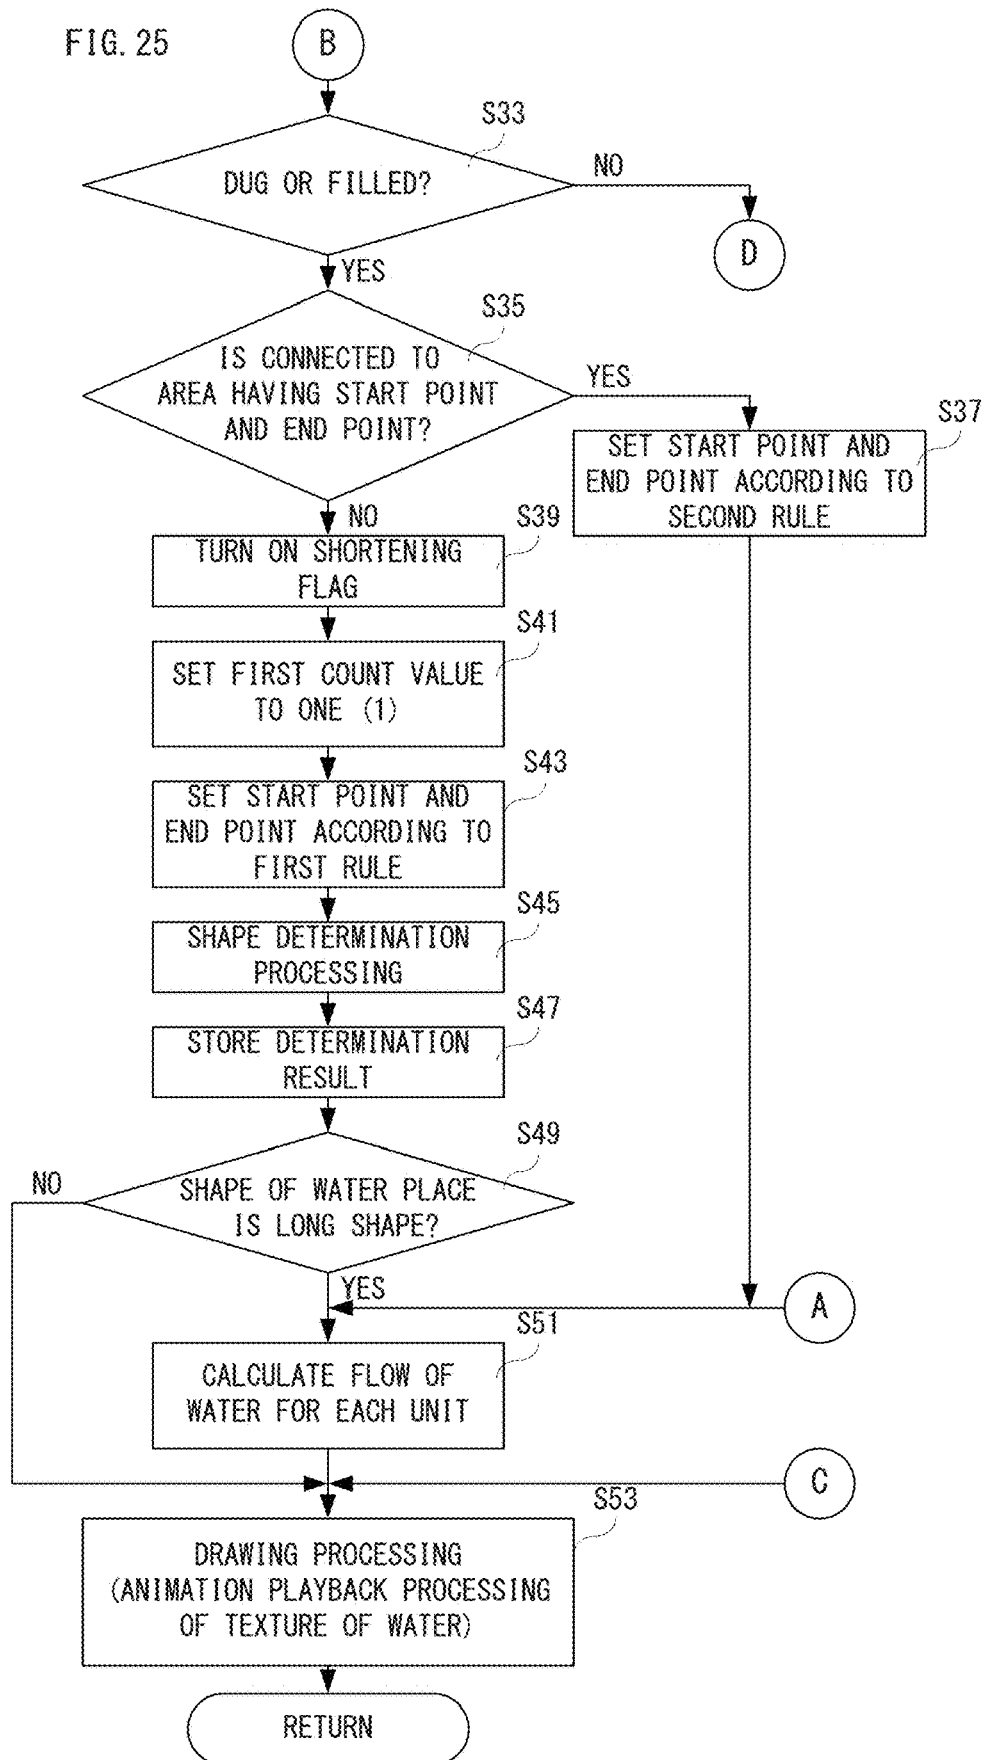 FIG. 25
B
S33
DUG OR FILLED?
NO
D
YES
S35
IS CONNECTED TO
AREA HAVING START POINT
AND END POINT?
YES
S37
SET START POINT AND
END POINT ACCORDING TO
SECOND RULE
NO
S39
TURN ON SHORTENING
FLAG
S41
SET FIRST COUNT VALUE
TO ONE (1)
S43
SET START POINT AND
END POINT ACCORDING TO
FIRST RULE
S45
SHAPE DETERMINATION
PROCESSING
S47
STORE DETERMINATION
RESULT
S49
NO
SHAPE OF WATER PLACE
IS LONG SHAPE?
YES
A
S51
CALCULATE FLOW OF
WATER FOR EACH UNIT
C
S53
DRAWING PROCESSING
(ANIMATION PLAYBACK PROCESSING
OF TEXTURE OF WATER)
RETURN